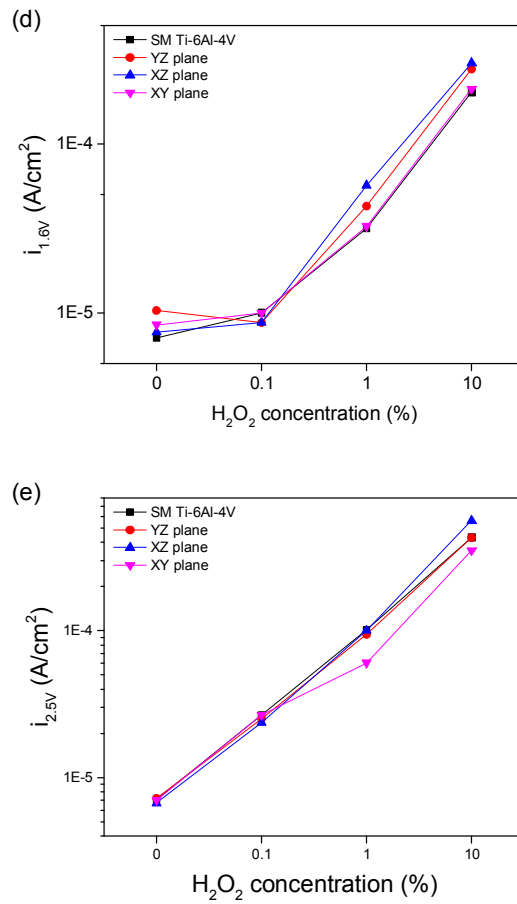 (d)
SM Ti-6Al-4V
YZ plane
XZ plane
XY plane
1E-4
1E-5
i1.6V (A/cm²)
0 0.1 1 10
H₂O₂ concentration (%)
(e)
SM Ti-6Al-4V
YZ plane
XZ plane
XY plane
1E-4
1E-5
i2.5V (A/cm²)
0 0.1 1 10
H₂O₂ concentration (%)